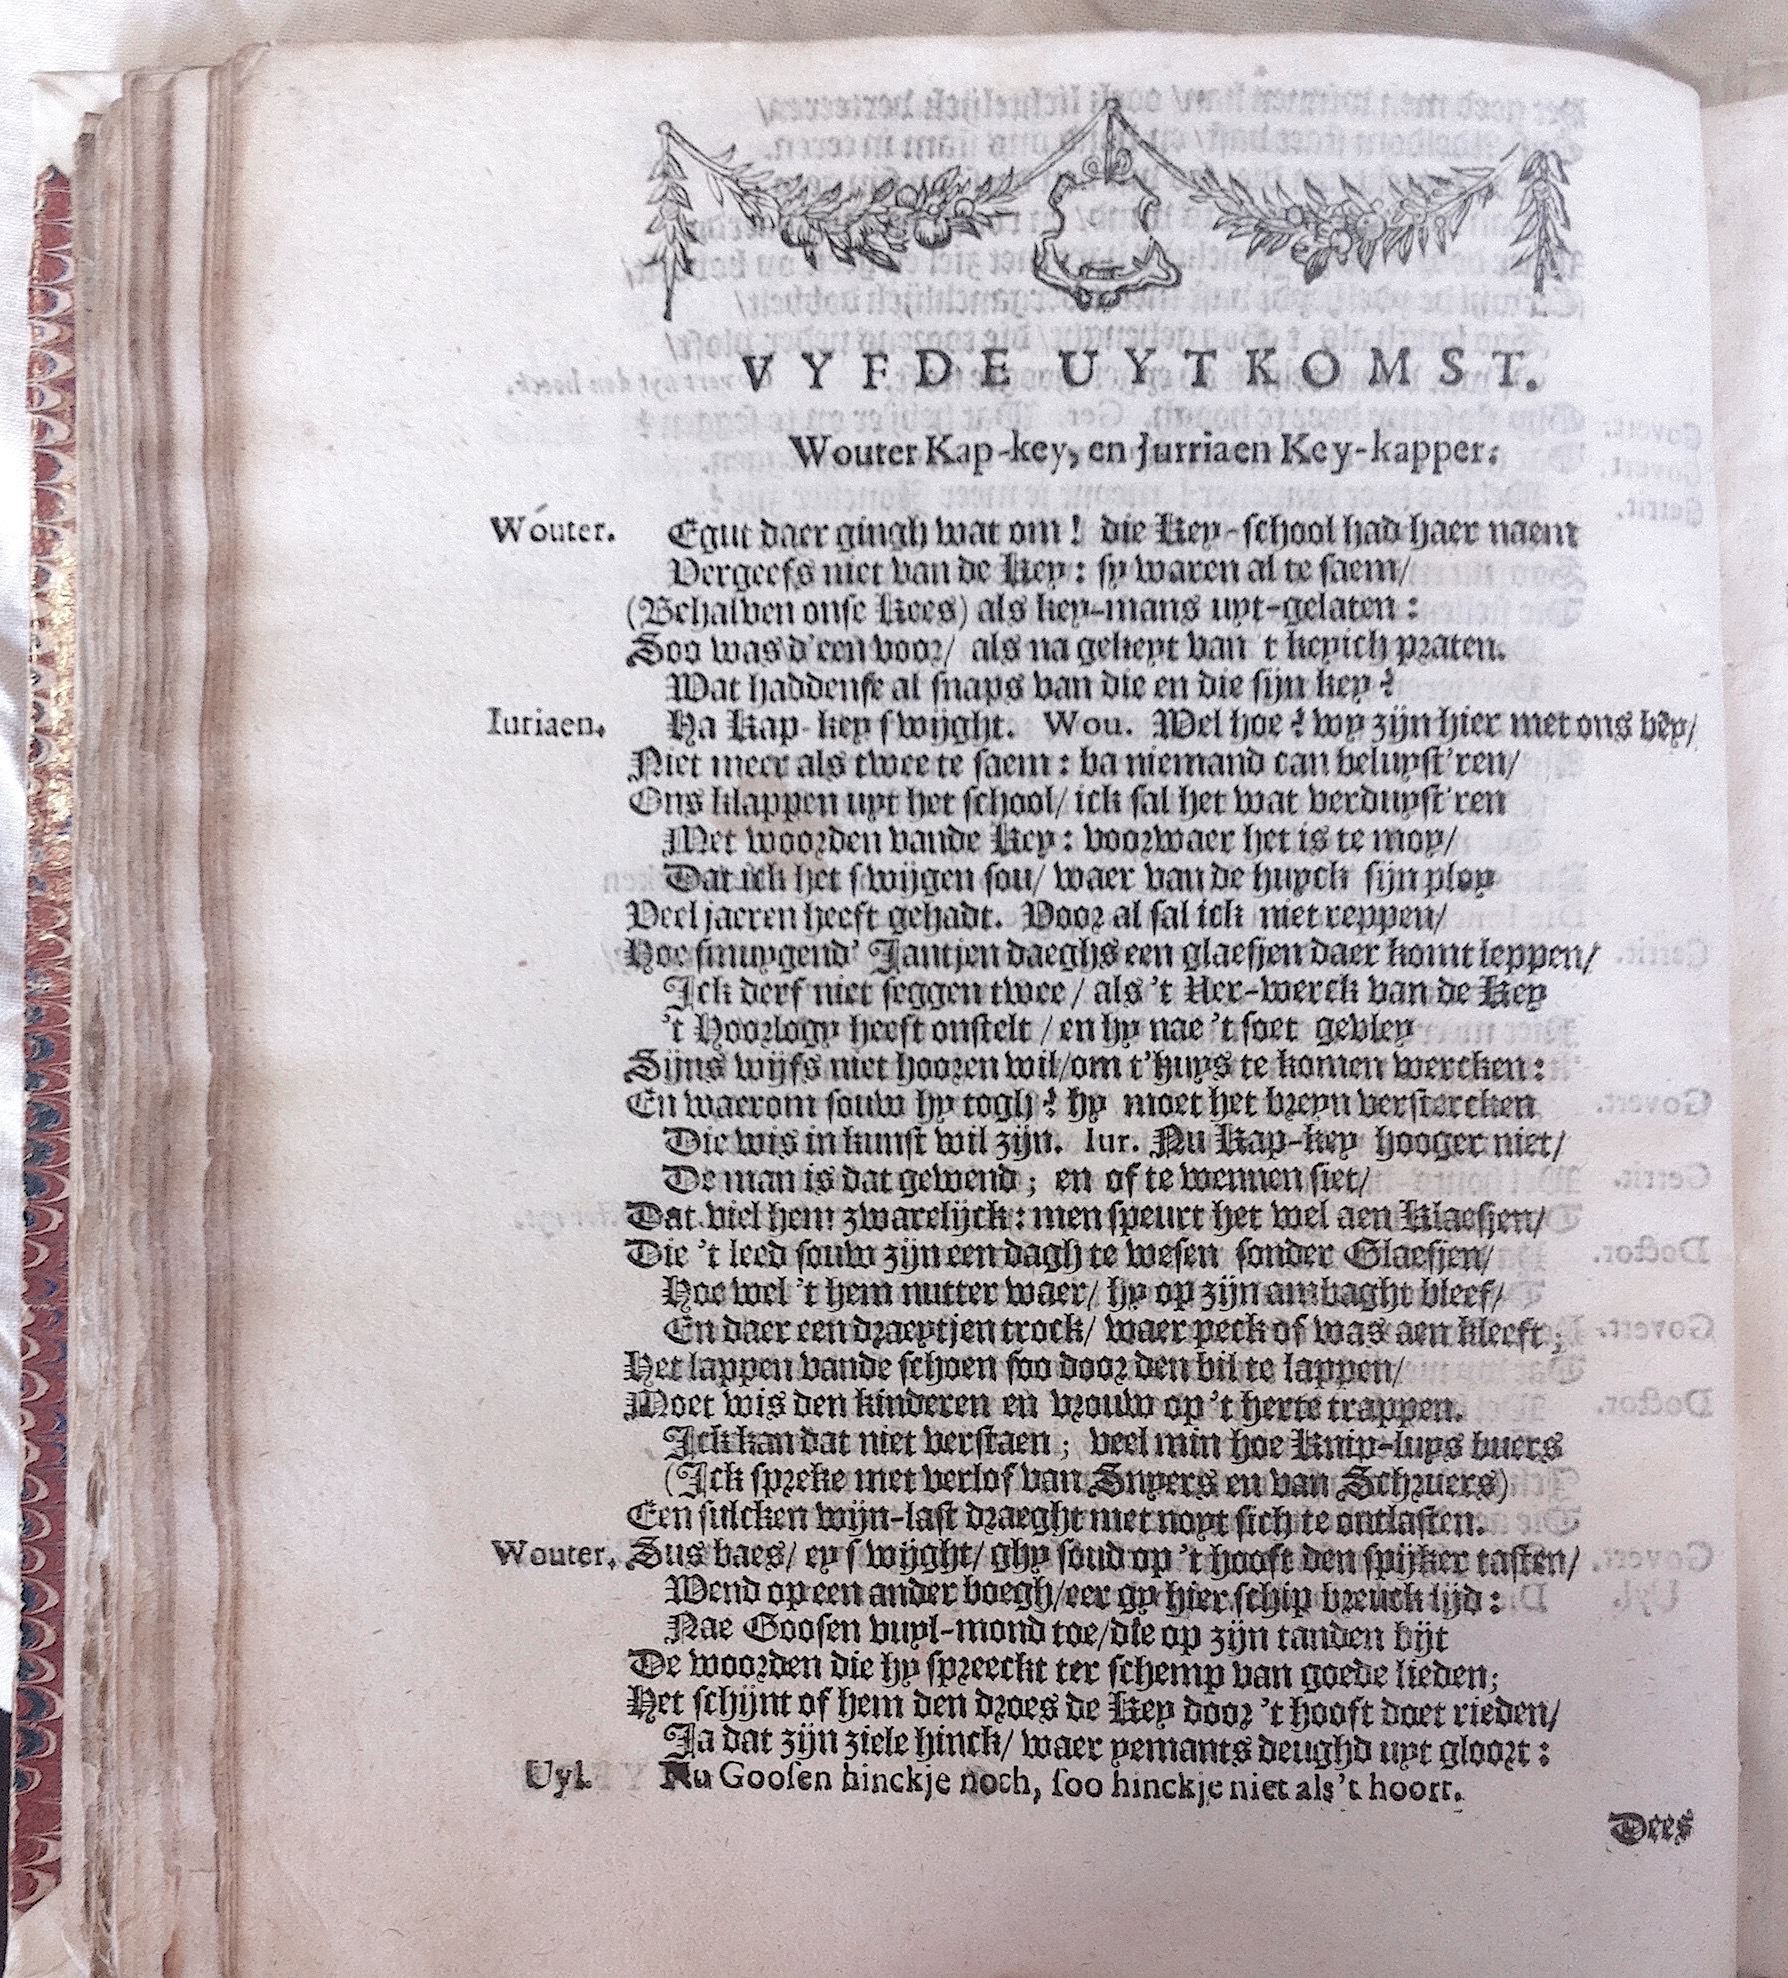 VYFDE UYTKOMST.
Wouter Kap-key, en Jurriaen Key-kapper.
Wouter. Egut daer gingh wat om! die Key-school had haer naem
Vergeefs niet van de Key: sy waren al te saem/
(Behalven onse Kees) als key-mans uyt-gelaten:
Soo was d'een voor/ als na gekeyt van 't keyich praten.
Wat haddense al snaps van die en die sijn key?
Iuriaen. Ha Kap-key swijght. Wou. Wel hoe? wy zijn hier met ons bey/
Niet meer als twee te saem: ba niemand can beluyst'ren/
Ons klappen uyt het school/ ick sal het wat verduyst'ren
Met woorden vande Key: voorwaer het is te moy/
Dat ick het swijgen sou/ waer van de huyck sijn ploy
Veel jaeren heeft gehadt. Voor al sal ick niet reppen/
Hoe smuygend' Jantjen daeghs een glaesjen daer komt leppen/
Ick derf niet seggen twee/ als 't Uer-werck van de Key
't Hoorlogy heeft onstelt/ en hy nae 't soet gevley
Sijns wijfs niet hooren wil/ om t'huys te komen wercken:
En waerom souw hy togh? hy moet het breyn verstercken
Die wis in kunst wil zijn. Iur. Nu Kap-key hooger niet/
De man is dat gewend; en of te wennen siet/
Dat viel hem zwarelijck: men speurt het wel aen Klaesjen/
Die 't leed souw zijn een dagh te wesen sonder Glaesjen/
Hoe wel 't hem nutter waer/ hy op zijn ambaght bleef/
En daer een draeytjen trock/ waer peck of was aen kleeft;
Het lappen vande schoen soo door den bil te lappen/
Moet wis den kinderen en vrouw op 't herte trappen.
Ick kan dat niet verstaen; veel min hoe Knip-luys buers
(Ick spreke met verlof van Snyers en van Schruers)
Een sulcken wijn-last draeght met noyt sich te ontlasten.
Wouter. Sus baes/ ey swijght/ ghy soud op 't hooft den spijker tasten/
Wend op een ander boegh/ eer gy hier schip breuck lijd:
Nae Goosen vuyl-mond toe/ die op zijn tanden bijt
De woorden die hy spreeckt ter schemp van goede lieden;
Het schijnt of hem den droes de Key door 't hooft doet rieden/
Ja dat zijn ziele hinck/ waer yemants deughd uyt gloort:
Uyl. Nu Goosen hinckje noch, soo hinckje niet als 't hoort.
Dees